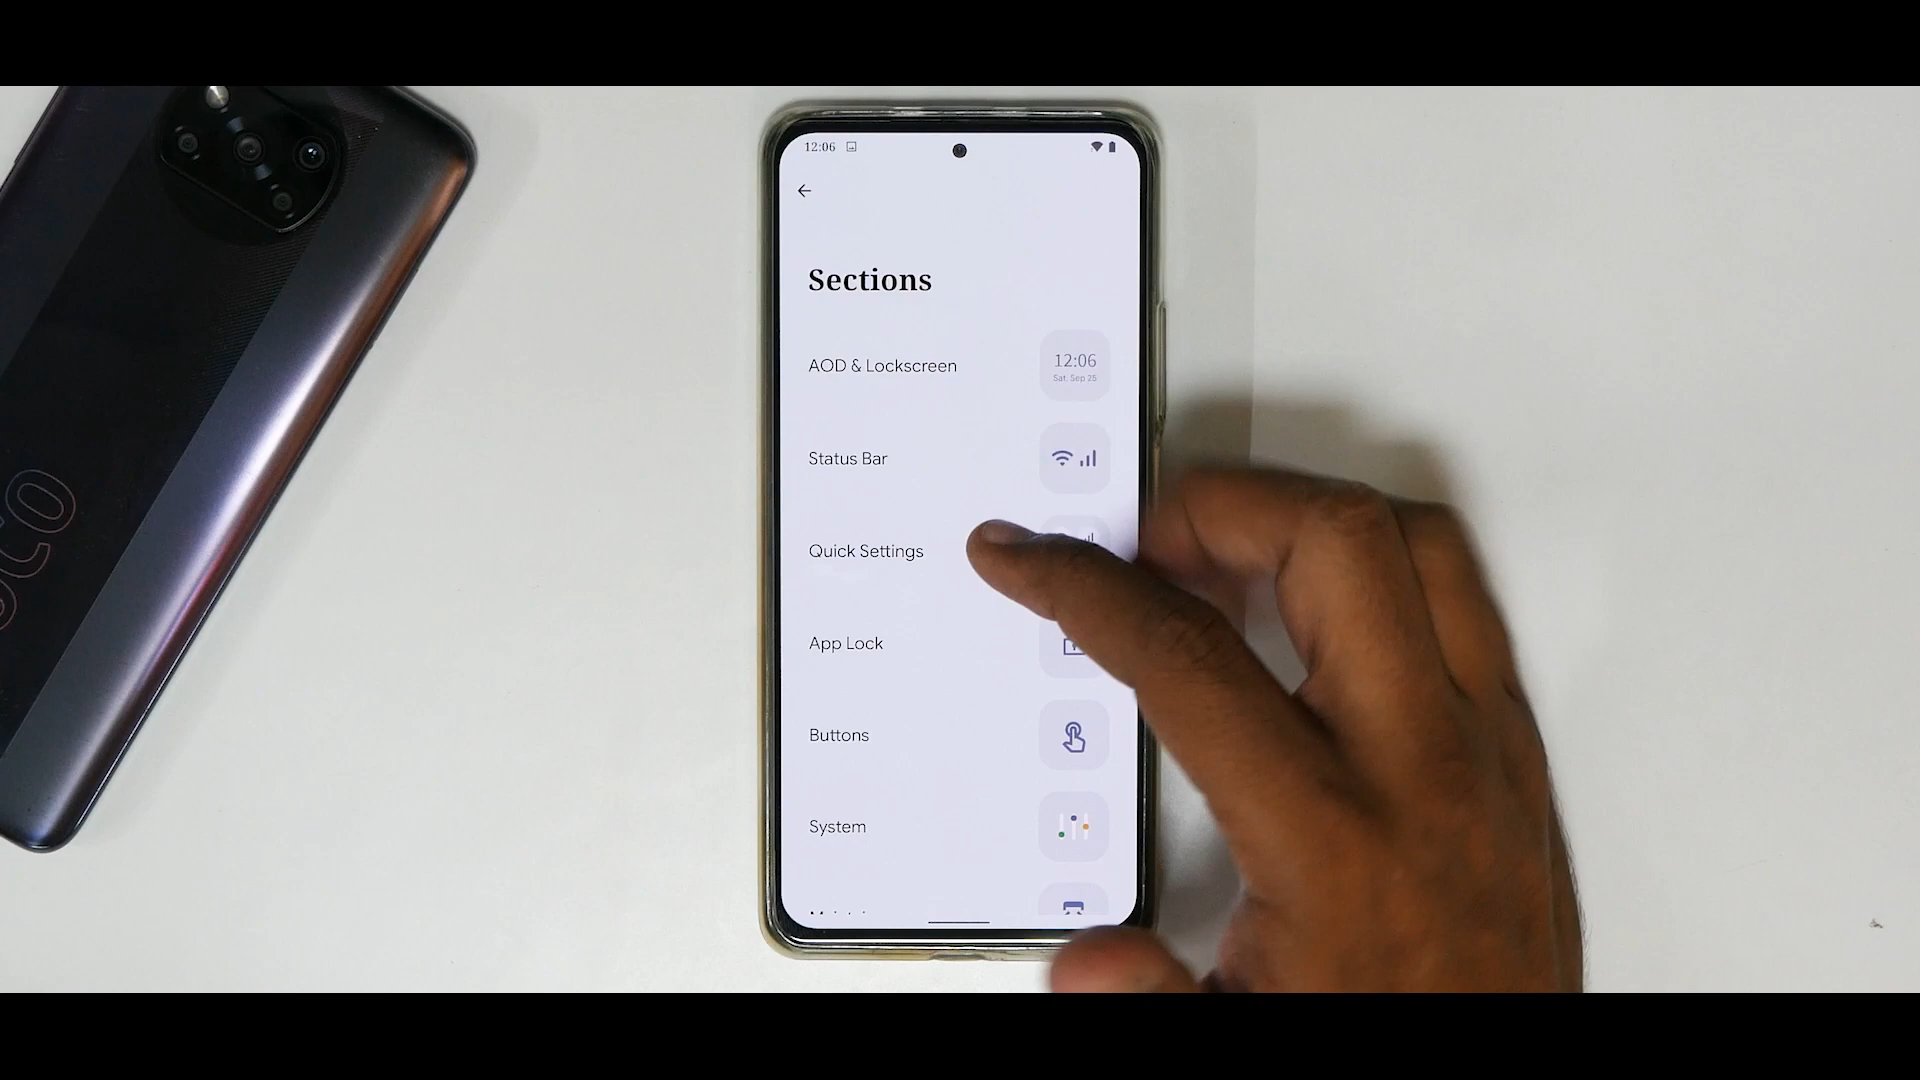 12:06
Sections
AOD & Lockscreen
12:06
Sat, Sep 25
Status Bar
Quick Settings
App Lock
Buttons
System